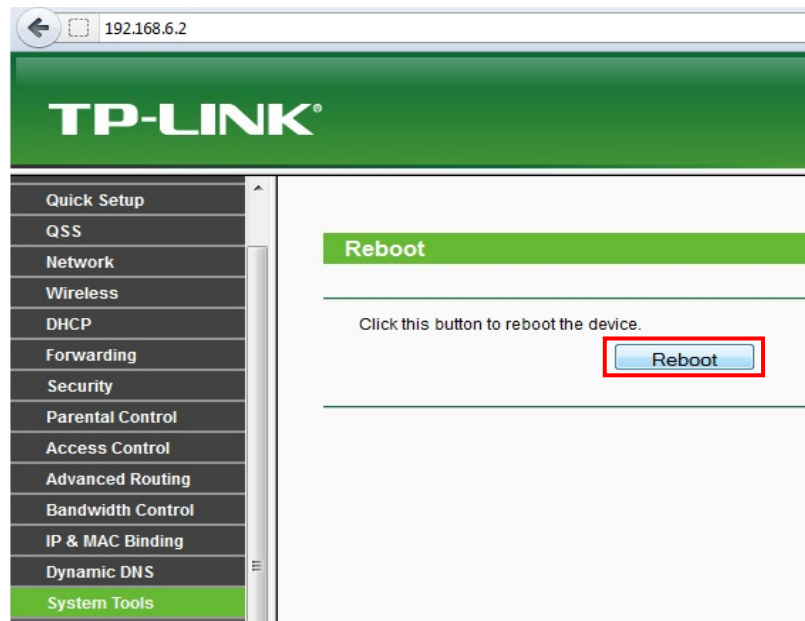 192.168.6.2
TP-LINK®
Quick Setup
QSS
Network
Wireless
DHCP
Forwarding
Security
Parental Control
Access Control
Advanced Routing
Bandwidth Control
IP & MAC Binding
Dynamic DNS
System Tools
Reboot
Click this button to reboot the device.
Reboot